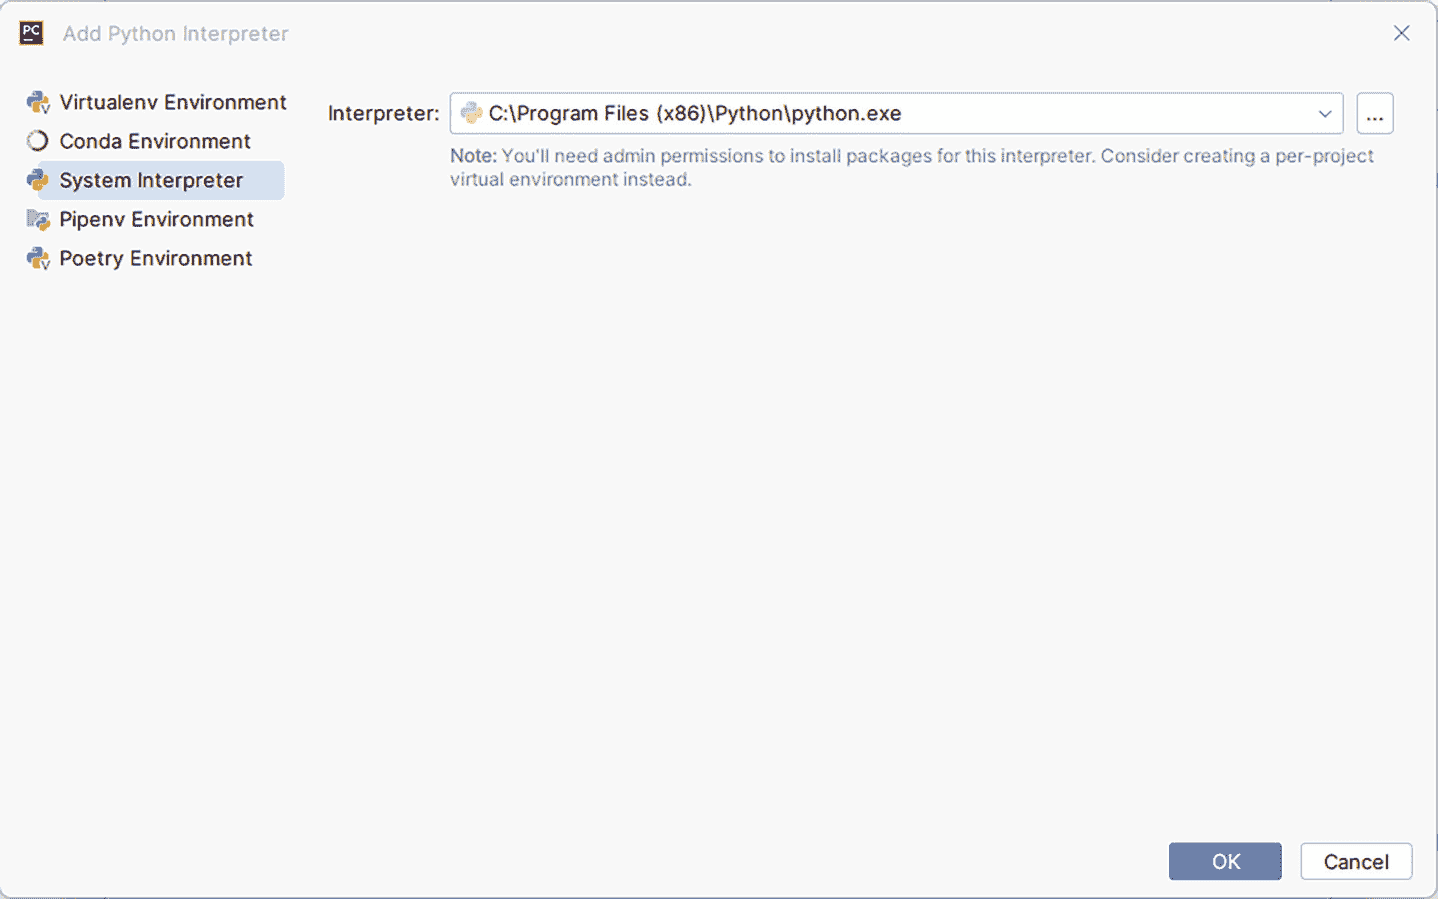 PC
Add Python Interpreter
Virtualenv Environment
Conda Environment
System Interpreter
Pipenv Environment
Poetry Environment
Interpreter:
C:\Program Files (x86)\Python\python.exe
...
Note: You'll need admin permissions to install packages for this interpreter. Consider creating a per-project
virtual environment instead.
OK
Cancel